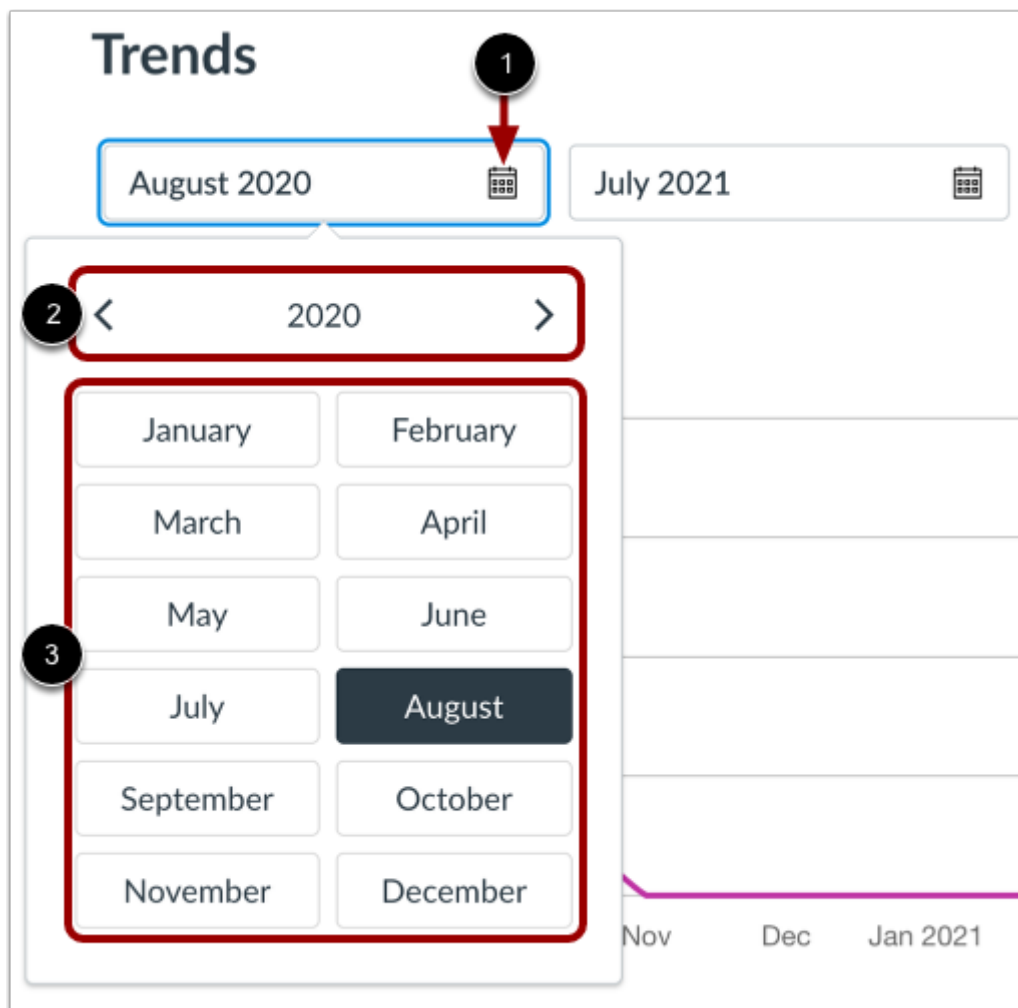 Trends
1
August 2020 July 2021
2 2020
January February
March April
May June
3
July August
September October
November December
Nov Dec Jan 2021